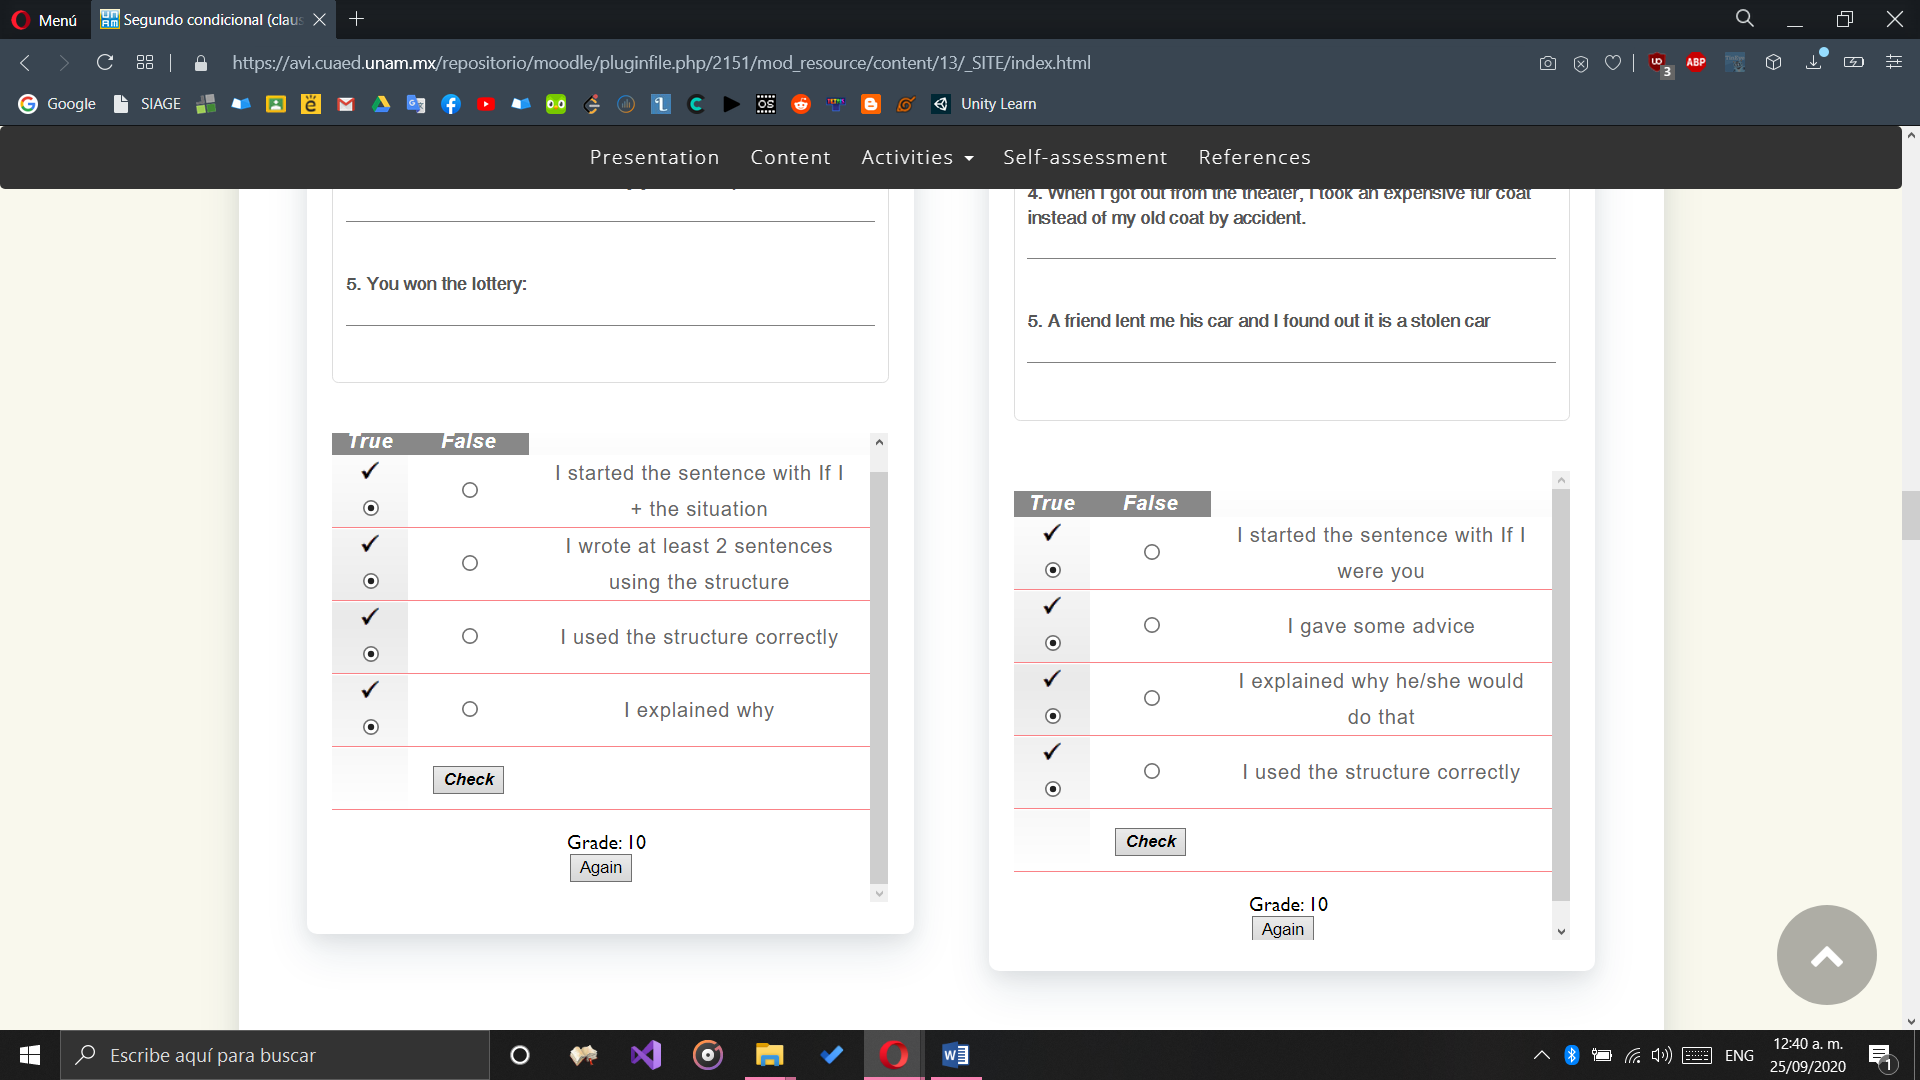 Menú
Segundo condicional (claus
https://avi.cuaed.unam.mx/repositorio/moodle/pluginfile.php/2151/mod_resource/content/13/_SITE/index.html
3
ABP
Google
SIAGE
Unity Learn
Presentation
Content
Activities
Self-assessment
References
5. You won the lottery:
True False
I started the sentence with If I
+ the situation
I wrote at least 2 sentences
using the structure
I used the structure correctly
I explained why
Check
Grade: 10
Again
4. When I got out from the theater, I took an expensive fur coat
instead of my old coat by accident.
5. A friend lent me his car and I found out it is a stolen car
True False
I started the sentence with If I
were you
I gave some advice
I explained why he/she would
do that
I used the structure correctly
Check
Grade: 10
Again
Escribe aquí para buscar
ENG
12:40 a. m.
25/09/2020
1